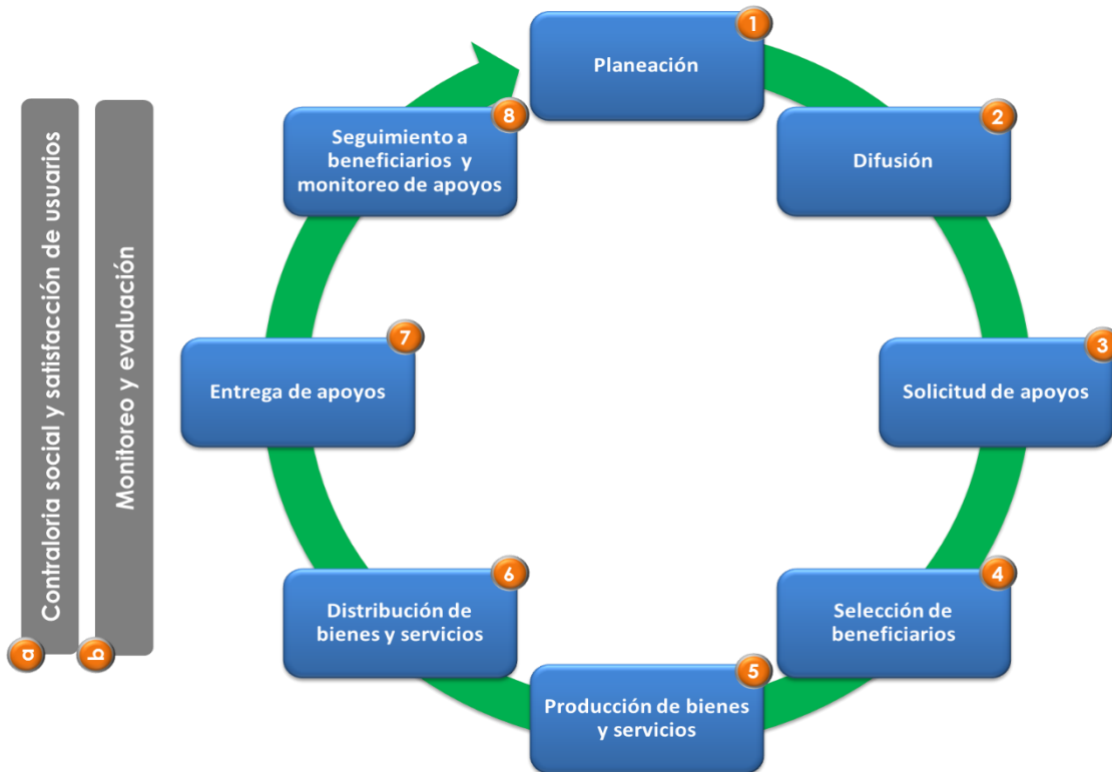 1
Planeación
2
Difusión
3
Solicitud de apoyos
4
Selección de
beneficiarios
5
Producción de bienes
y servicios
6
Distribución de
bienes y servicios
7
Entrega de apoyos
8
Seguimiento a
beneficiarios y
monitoreo de apoyos
a
Contraloria social y satisfacción de usuarios
b
Monitoreo y evaluación